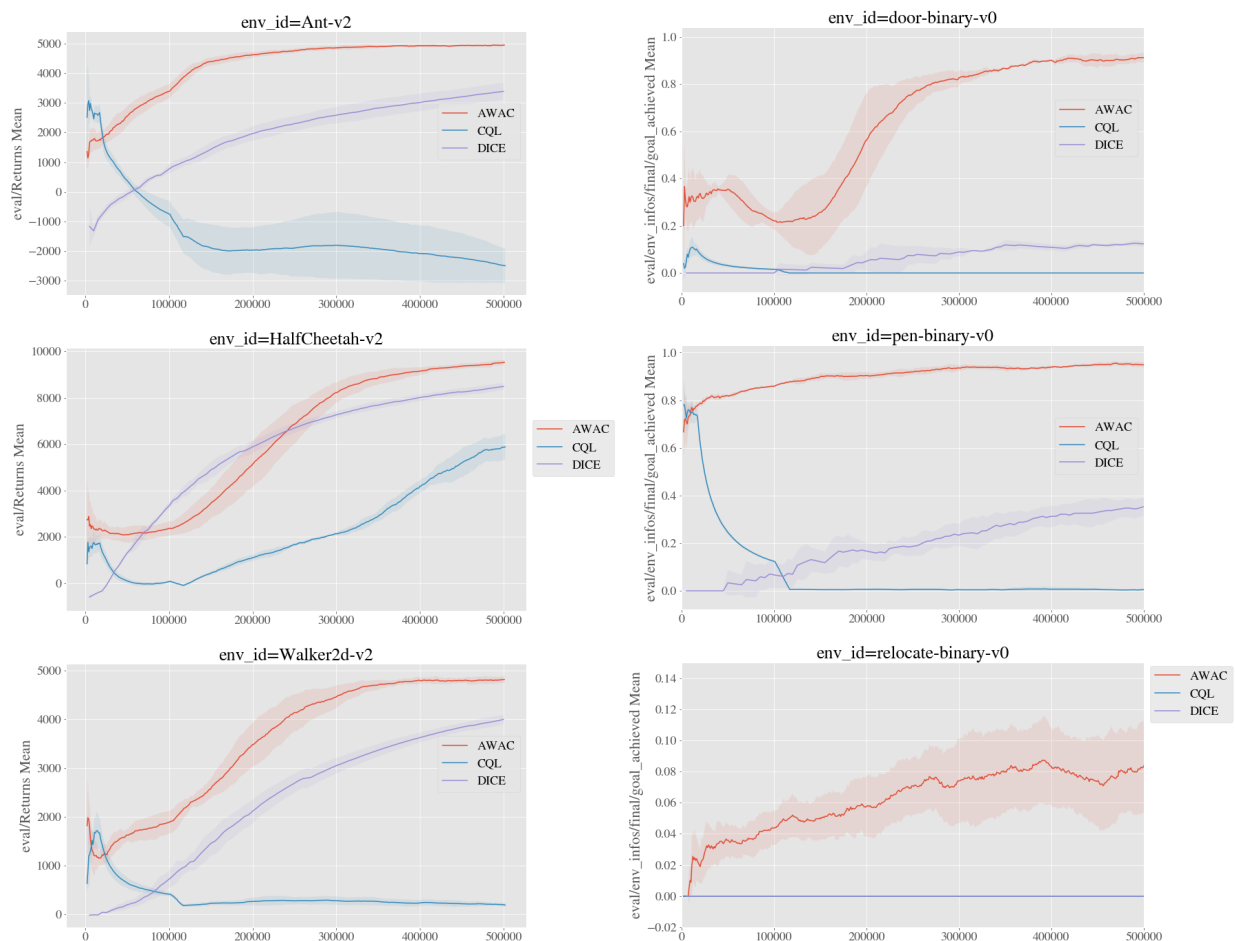 env_id=Ant-v2
eval/Returns Mean
5000
4000
3000
2000
1000
0
−1000
−2000
−3000
0 100000 200000 300000 400000 500000
AWAC
CQL
DICE
env_id=door-binary-v0
eval/env_infos/final/goal_achieved Mean
1.0
0.8
0.6
0.4
0.2
0.0
0 100000 200000 300000 400000 500000
AWAC
CQL
DICE
env_id=HalfCheetah-v2
eval/Returns Mean
10000
8000
6000
4000
2000
0
0 100000 200000 300000 400000 500000
AWAC
CQL
DICE
env_id=pen-binary-v0
eval/env_infos/final/goal_achieved Mean
1.0
0.8
0.6
0.4
0.2
0.0
0 100000 200000 300000 400000 500000
AWAC
CQL
DICE
env_id=Walker2d-v2
eval/Returns Mean
5000
4000
3000
2000
1000
0
0 100000 200000 300000 400000 500000
AWAC
CQL
DICE
env_id=relocate-binary-v0
eval/env_infos/final/goal_achieved Mean
0.14
0.12
0.10
0.08
0.06
0.04
0.02
0.00
−0.02
0 100000 200000 300000 400000 500000
AWAC
CQL
DICE